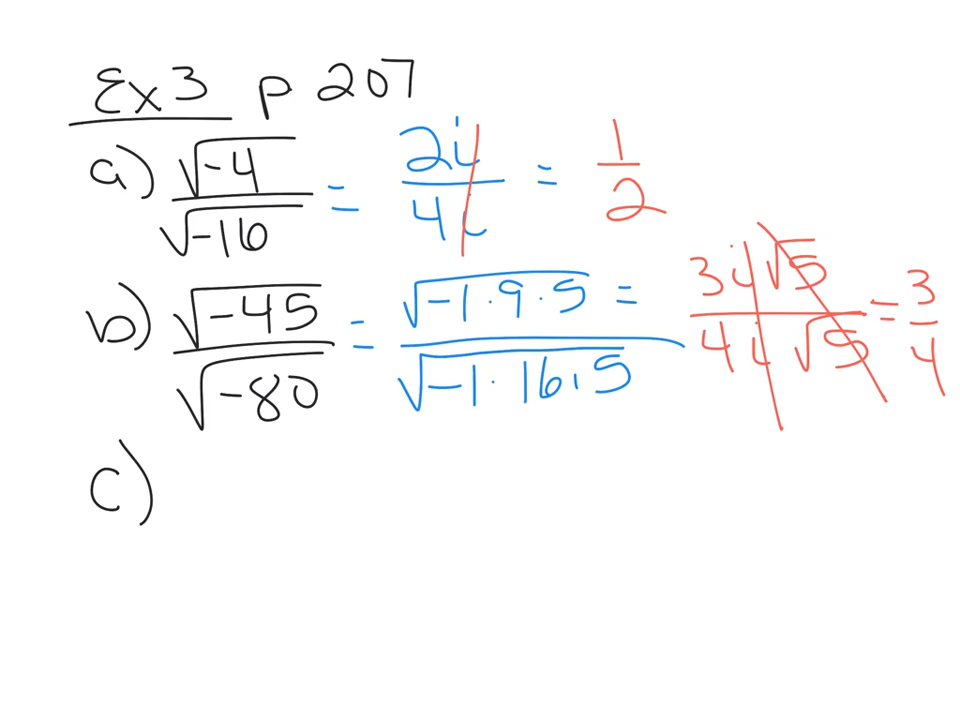 Ex 3 p 207
a) √-4 / √-16 = 2i / 4i = 1/2
b) √-45 / √-80 = √-1·9·5 / √-1·16·5 = 3i√5 / 4i√5 = 3/4
c)